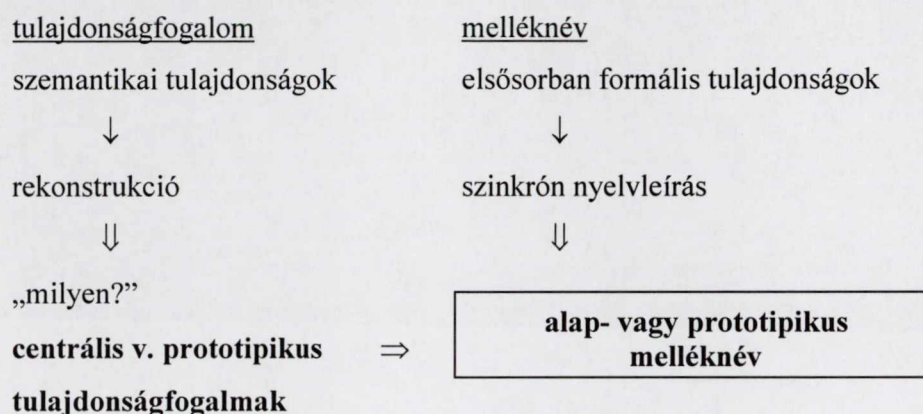 tulajdonságfogalom melléknév
szemantikai tulajdonságok elsősorban formális tulajdonságok
↓ ↓
rekonstrukció szinkrón nyelvleírás
⇓ ⇓
„milyen?”
centrális v. prototipikus ⇒ alap- vagy prototipikus
tulajdonságfogalmak melléknév